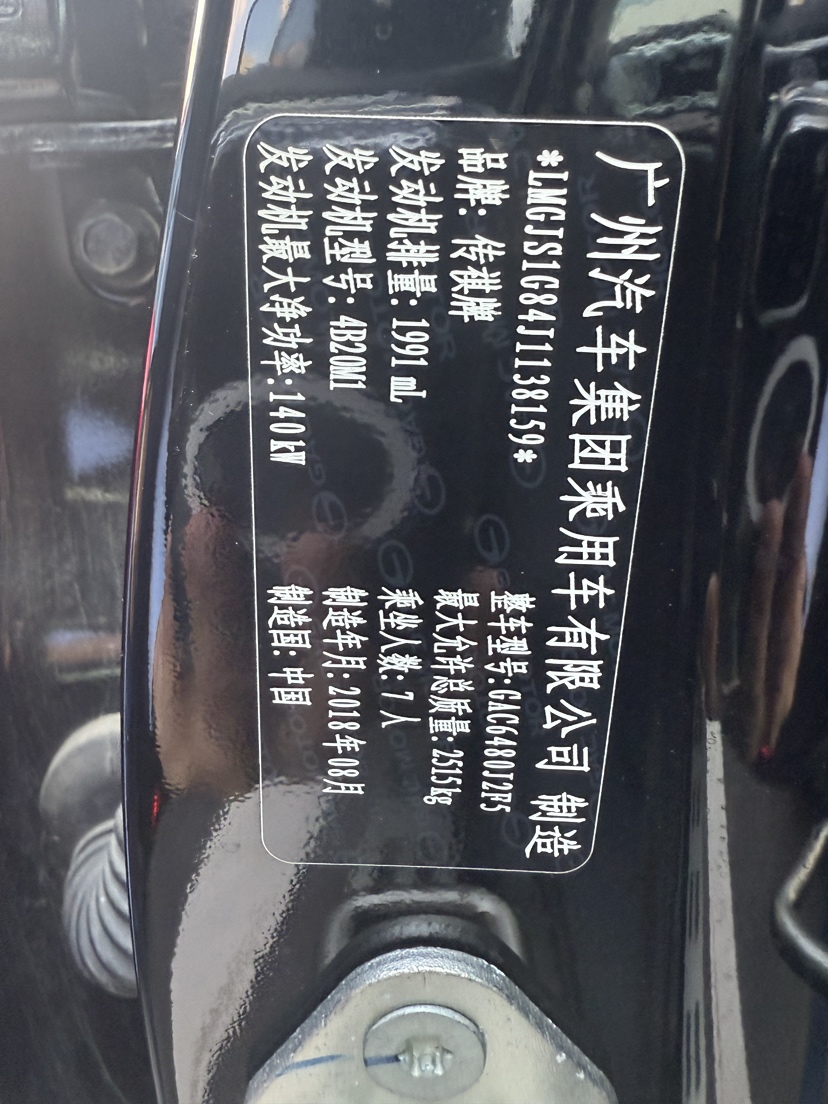 广州汽车集团乘用车有限公司 制造
*LMGJS1G84J1138159*
品牌: 传祺牌
整车型号:GAC6480J2F5
发动机排量: 1991 mL
最大允许总质量: 2515kg
发动机型号: 4B20M1
乘坐人数: 7 人
发动机最大净功率:140kW
制造年月: 2018年08月
制造国: 中国